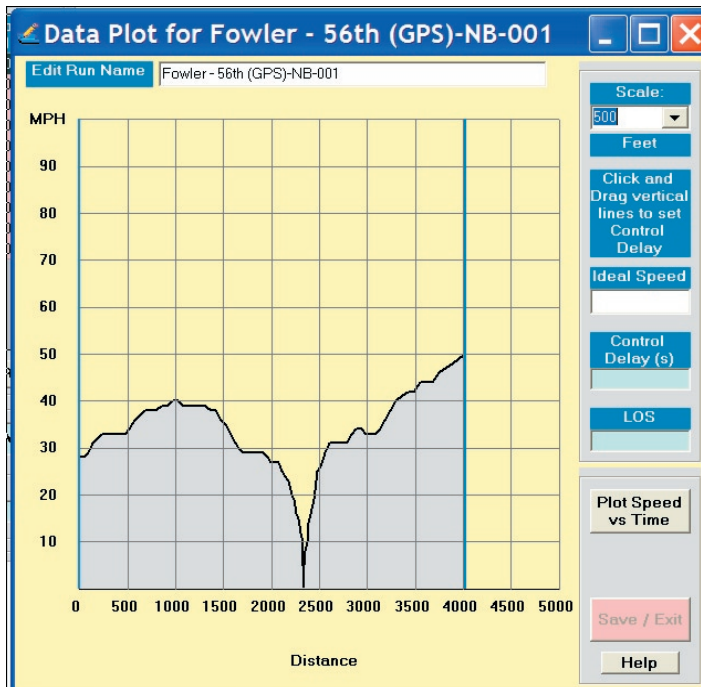 Data Plot for Fowler - 56th (GPS)-NB-001
Edit Run Name
Fowler - 56th (GPS)-NB-001
MPH
90
80
70
60
50
40
30
20
10
0 500 1000 1500 2000 2500 3000 3500 4000 4500 5000
Distance
Scale:
500
Feet
Click and
Drag vertical
lines to set
Control
Delay
Ideal Speed
Control
Delay (s)
LOS
Plot Speed
vs Time
Save / Exit
Help